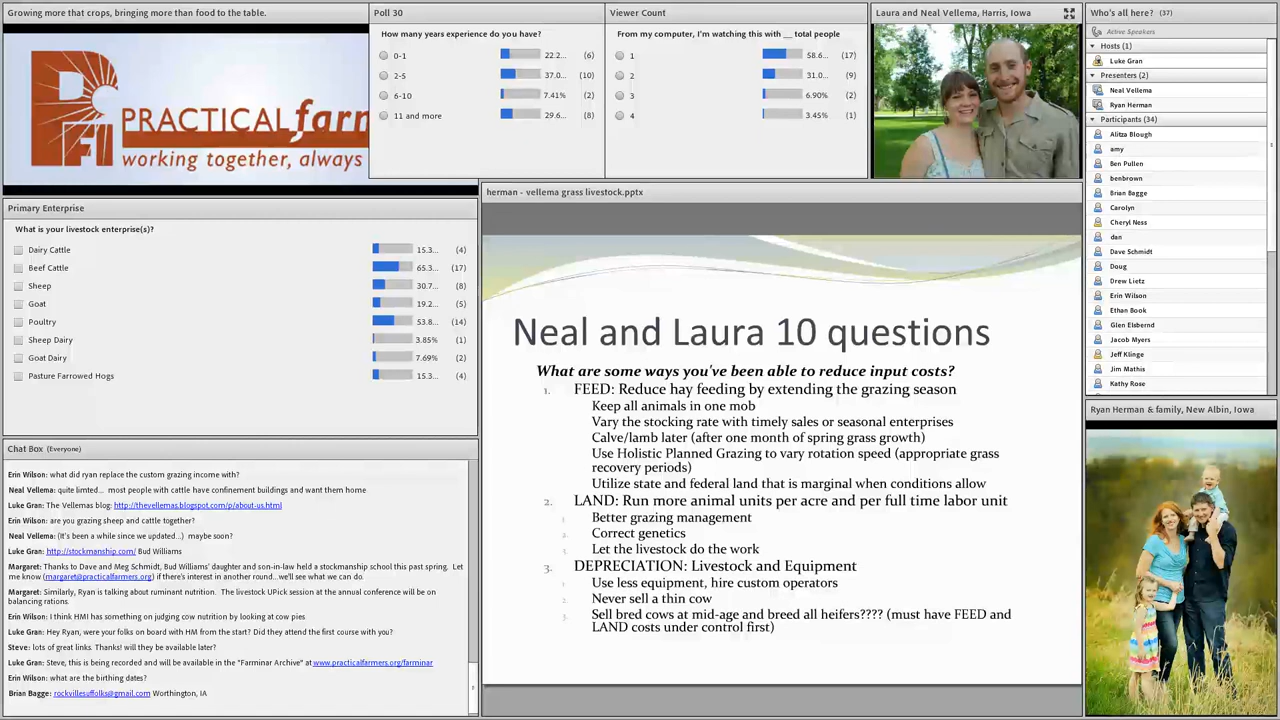 Growing more that crops, bringing more than food to the table.
PFI
PRACTICAL farm
working together, always
Poll 30
How many years experience do you have?
0-1 22.2... (6)
2-5 37.0... (10)
6-10 7.41% (2)
11 and more 29.6... (8)
Viewer Count
From my computer, I'm watching this with __ total people
1 58.6... (17)
2 31.0... (9)
3 6.90% (2)
4 3.45% (1)
Laura and Neal Vellema, Harris, Iowa
Who's all here? (37)
Active Speakers
Hosts (1)
Luke Gran
Presenters (2)
Neal Vellema
Ryan Herman
Participants (34)
Alitza Blough
amy
Ben Pullen
benbrown
Brian Bagge
Carolyn
Cheryl Ness
dan
Dave Schmidt
Doug
Drew Lietz
Erin Wilson
Ethan Book
Glen Elsbernd
Jacob Myers
Jeff Klinge
Jim Mathis
Kathy Rose
Primary Enterprise
What is your livestock enterprise(s)?
Dairy Cattle 15.3... (4)
Beef Cattle 65.3... (17)
Sheep 30.7... (8)
Goat 19.2... (5)
Poultry 53.8... (14)
Sheep Dairy 3.85% (1)
Goat Dairy 7.69% (2)
Pasture Farrowed Hogs 15.3... (4)
Chat Box (Everyone)
Erin Wilson: what did ryan replace the custom grazing income with?
Neal Vellema: quite limted... most people with cattle have confinement buildings and want them home
Luke Gran: The Vellemas blog: http://thevellemas.blogspot.com/p/about-us.html
Erin Wilson: are you grazing sheep and cattle together?
Neal Vellema: (It's been a while since we updated...) maybe soon?
Luke Gran: http://stockmanship.com/ Bud Williams
Margaret: Thanks to Dave and Meg Schmidt, Bud Williams' daughter and son-in-law held a stockmanship school this past spring. Let
me know (margaret@practicalfarmers.org) if there's interest in another round...we'll see what we can do.
Margaret: Similarly, Ryan is talking about ruminant nutrition. The livestock UPick session at the annual conference will be on
balancing rations.
Erin Wilson: I think HMI has something on judging cow nutrition by looking at cow pies
Luke Gran: Hey Ryan, were your folks on board with HM from the start? Did they attend the first course with you?
Steve: lots of great links. Thanks! will they be available later?
Luke Gran: Steve, this is being recorded and will be available in the "Farminar Archive" at www.practicalfarmers.org/farminar
Erin Wilson: what are the birthing dates?
Brian Bagge: rockvillesuffolks@gmail.com Worthington, IA
herman - vellema grass livestock.pptx
Neal and Laura 10 questions
What are some ways you've been able to reduce input costs?
1. FEED: Reduce hay feeding by extending the grazing season
Keep all animals in one mob
Vary the stocking rate with timely sales or seasonal enterprises
Calve/lamb later (after one month of spring grass growth)
Use Holistic Planned Grazing to vary rotation speed (appropriate grass
recovery periods)
Utilize state and federal land that is marginal when conditions allow
2. LAND: Run more animal units per acre and per full time labor unit
1. Better grazing management
2. Correct genetics
3. Let the livestock do the work
3. DEPRECIATION: Livestock and Equipment
1. Use less equipment, hire custom operators
2. Never sell a thin cow
3. Sell bred cows at mid-age and breed all heifers???? (must have FEED and
LAND costs under control first)
Ryan Herman & family, New Albin, Iowa